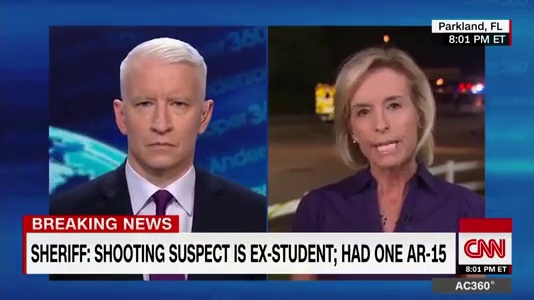 Parkland, FL
8:01 PM ET
BREAKING NEWS
SHERIFF: SHOOTING SUSPECT IS EX-STUDENT; HAD ONE AR-15
CNN
8:01 PM ET
AC360°